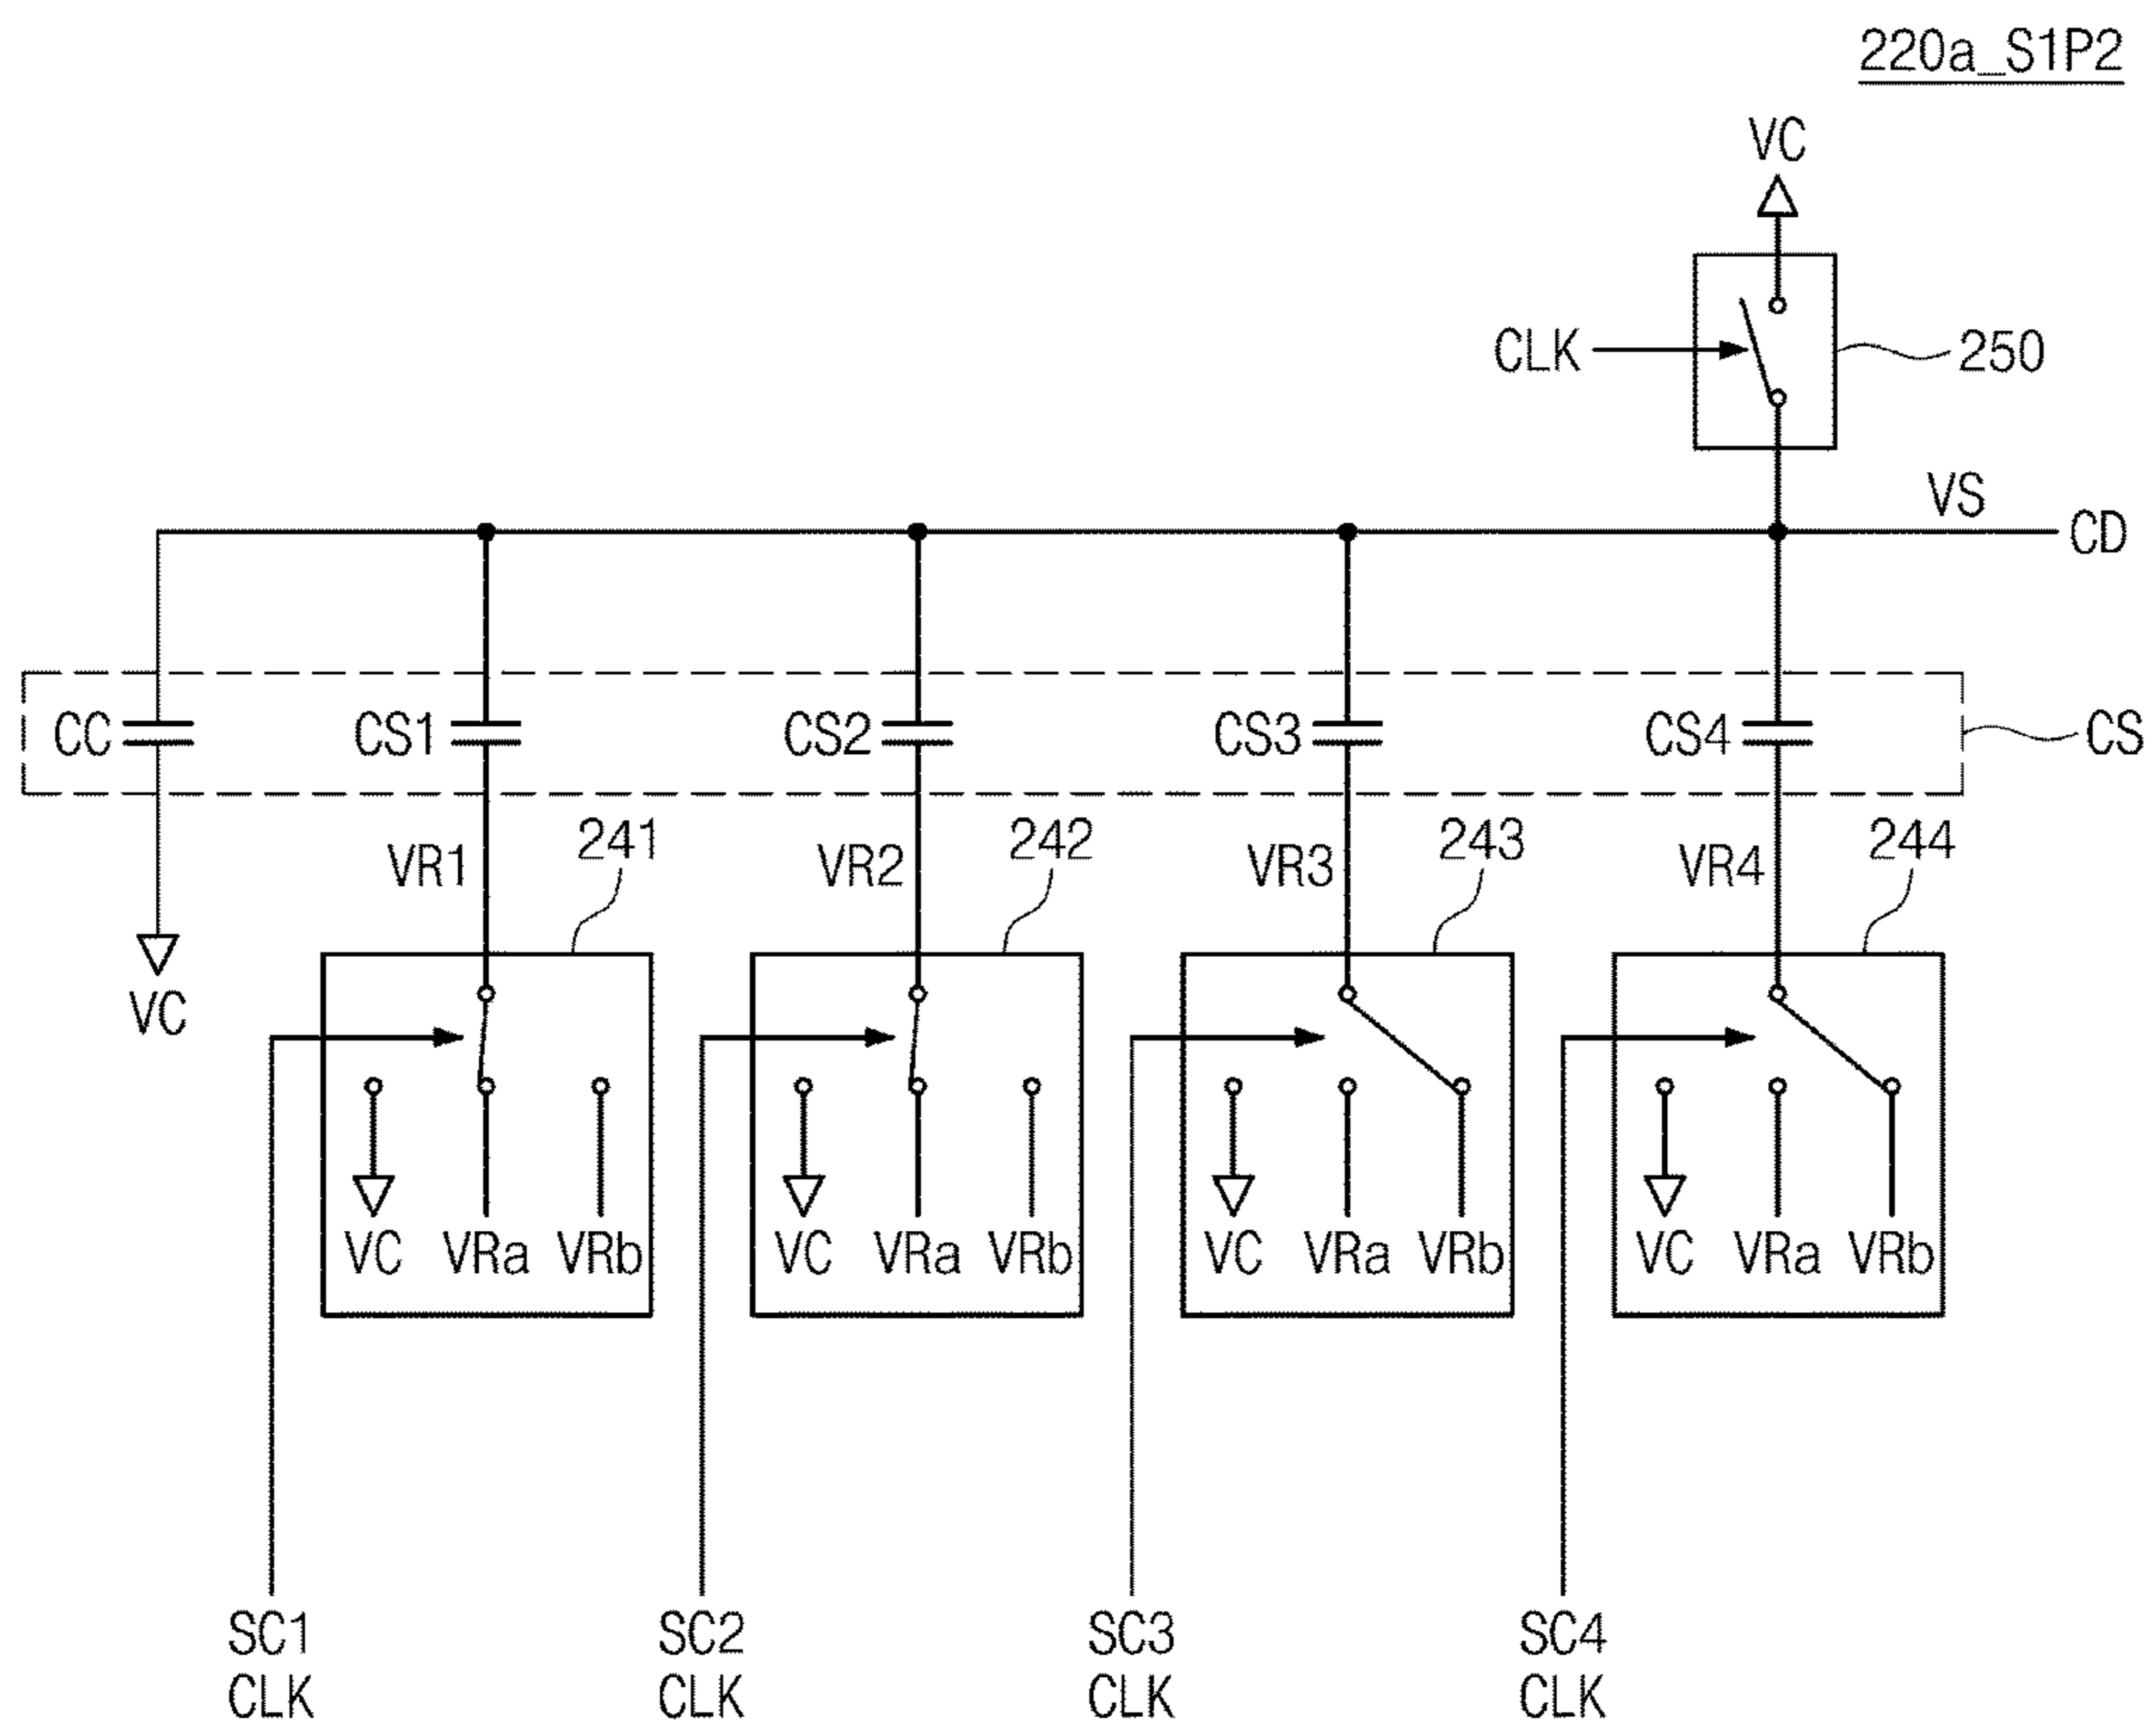 220a_S1P2
VC
CLK
250
VS
CD
CC
CS1
CS2
CS3
CS4
CS
VR1
241
VR2
242
VR3
243
VR4
244
VC
VC VRa VRb
VC VRa VRb
VC VRa VRb
VC VRa VRb
SC1
CLK
SC2
CLK
SC3
CLK
SC4
CLK